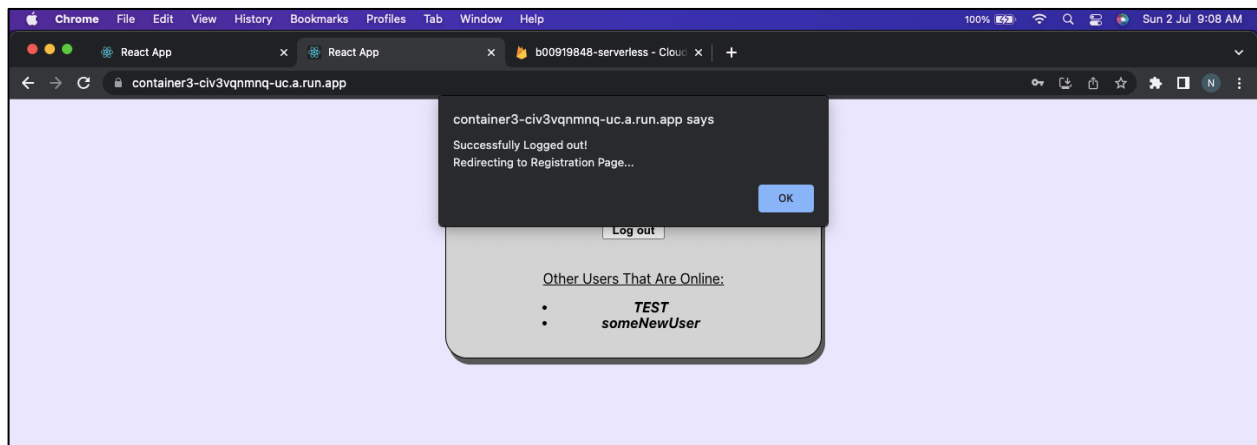 Chrome File Edit View History Bookmarks Profiles Tab Window Help 100% Sun 2 Jul 9:08 AM
React App React App b00919848-serverless - Cloud
container3-civ3vqnmnq-uc.a.run.app N
container3-civ3vqnmnq-uc.a.run.app says
Successfully Logged out!
Redirecting to Registration Page...
OK
Log out
Other Users That Are Online:
• TEST
• someNewUser